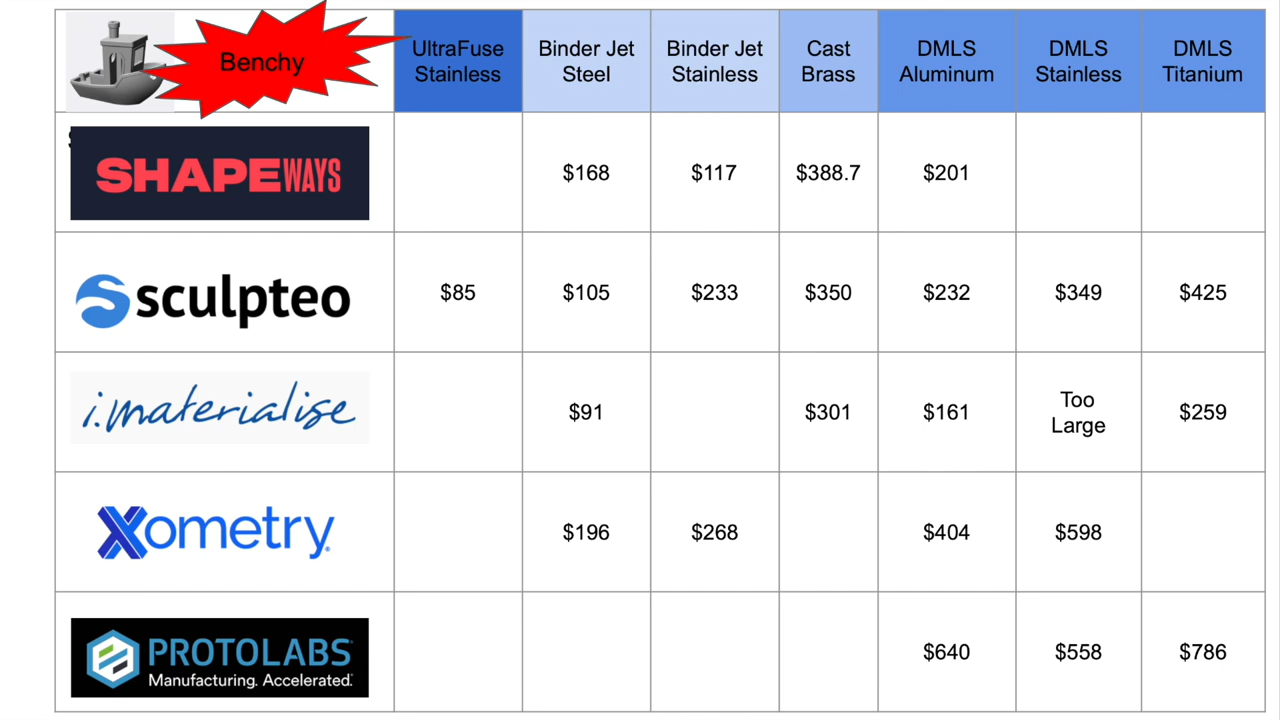 Benchy
UltraFuse
Stainless
Binder Jet
Steel
Binder Jet
Stainless
Cast
Brass
DMLS
Aluminum
DMLS
Stainless
DMLS
Titanium
SHAPEWAYS
$168
$117
$388.7
$201
sculpteo
$85
$105
$233
$350
$232
$349
$425
i.materialise
$91
$301
$161
Too
Large
$259
Xometry
$196
$268
$404
$598
PROTOLABS
Manufacturing. Accelerated.
$640
$558
$786